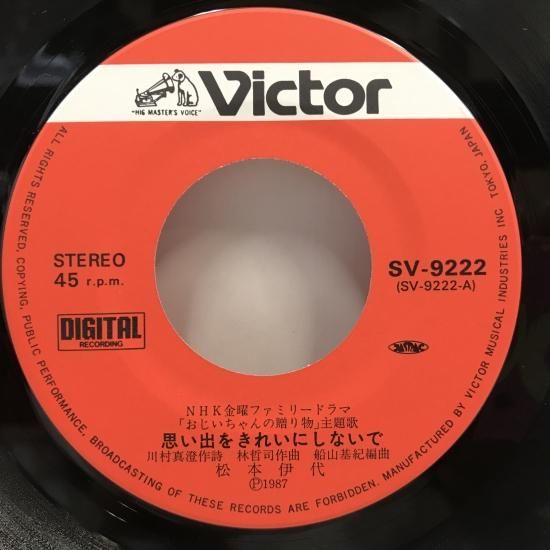 Victor
"HIS MASTER'S VOICE"
STEREO
45 r.p.m.
SV-9222
(SV-9222-A)
DIGITAL
RECORDING
JASRAC
NHK金曜ファミリードラマ
「おじいちゃんの贈り物」主題歌
思い出をきれいにしないで
川村真澄作詩 林哲司作曲 船山基紀編曲
松本伊代
Ⓟ1987
ALL RIGHTS RESERVED, COPYING, PUBLIC PERFORMANCE, BROADCASTING OF THESE RECORDS ARE FORBIDDEN. MANUFACTURED BY VICTOR MUSICAL INDUSTRIES INC TOKYO, JAPAN